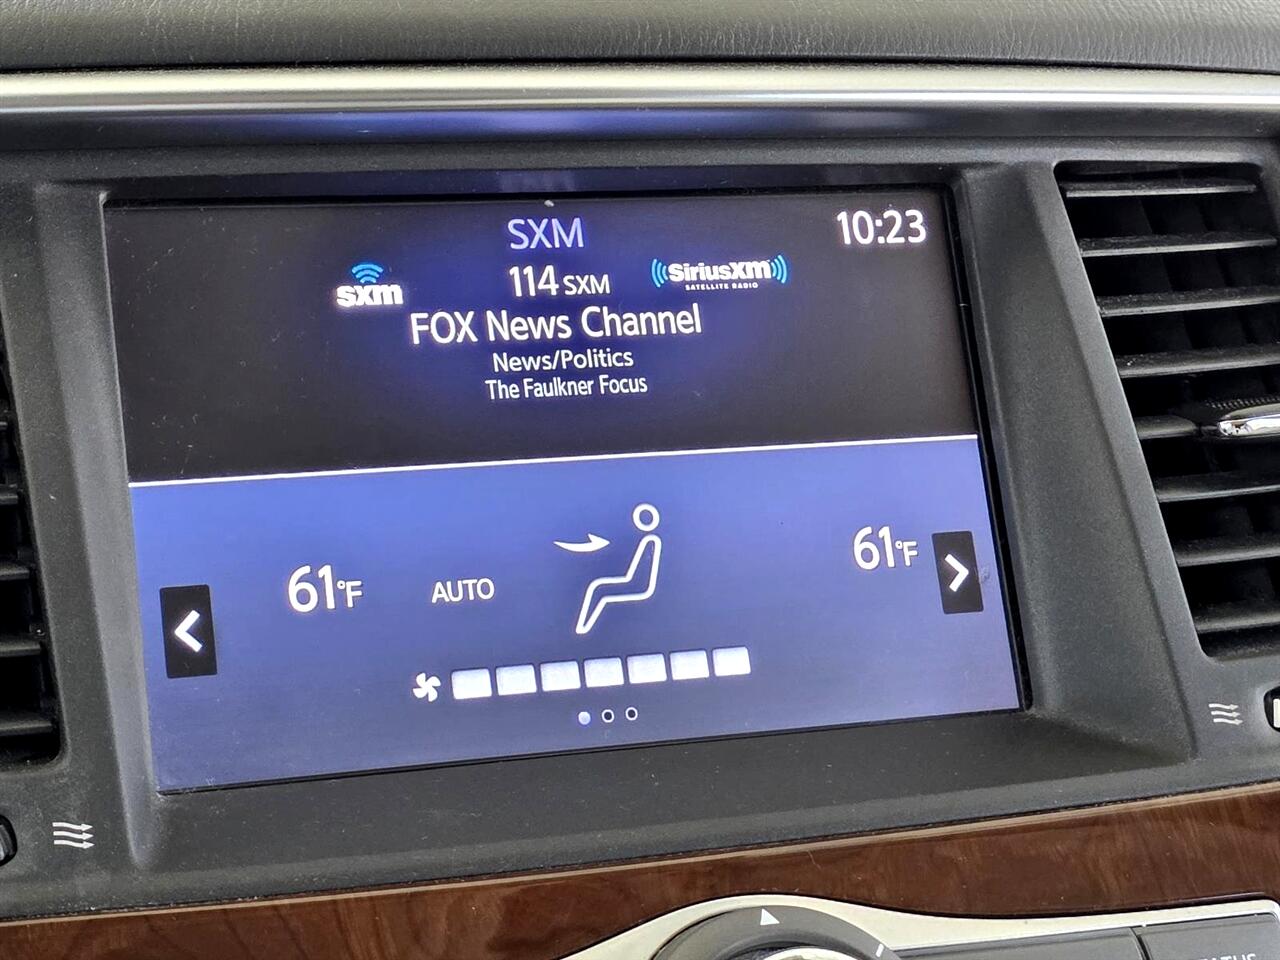 SXM
10:23
sxm
114 SXM
SiriusXM
SATELLITE RADIO
FOX News Channel
News/Politics
The Faulkner Focus
61°F
AUTO
61°F